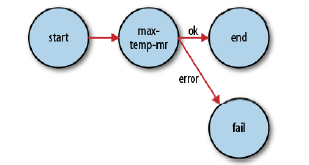 start
max-
temp-mr
ok
end
error
fail